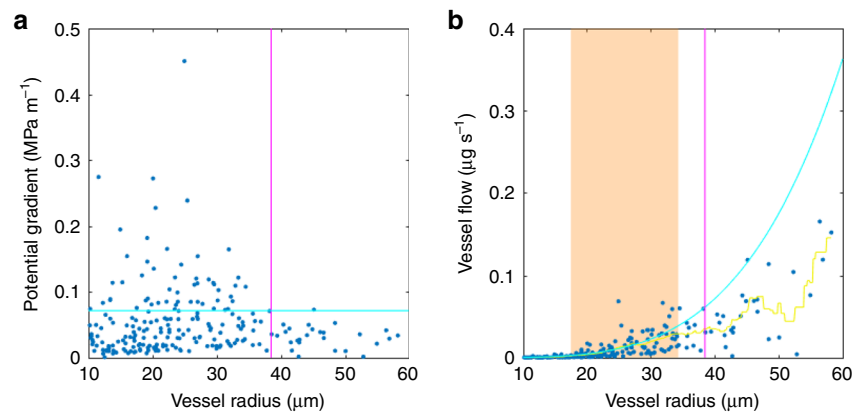 a
0.5
0.4
0.3
0.2
0.1
0
Potential gradient (MPa m⁻¹)
10 20 30 40 50 60
Vessel radius (μm)
b
0.4
0.3
0.2
0.1
0
Vessel flow (μg s⁻¹)
10 20 30 40 50 60
Vessel radius (μm)